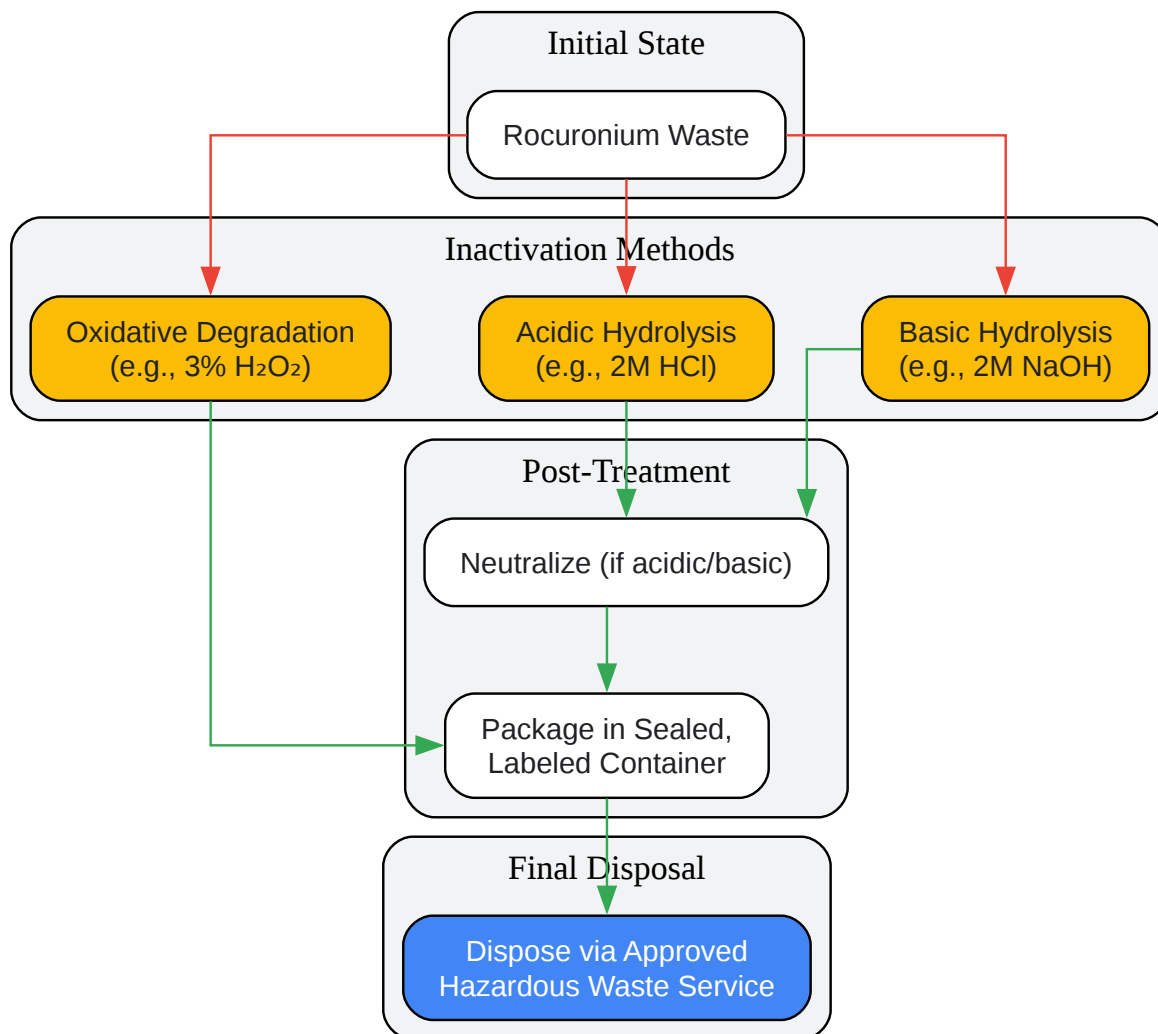 Initial State
Rocuronium Waste
Inactivation Methods
Oxidative Degradation
(e.g., 3% H₂O₂)
Acidic Hydrolysis
(e.g., 2M HCl)
Basic Hydrolysis
(e.g., 2M NaOH)
Post-Treatment
Neutralize (if acidic/basic)
Package in Sealed,
Labeled Container
Final Disposal
Dispose via Approved
Hazardous Waste Service